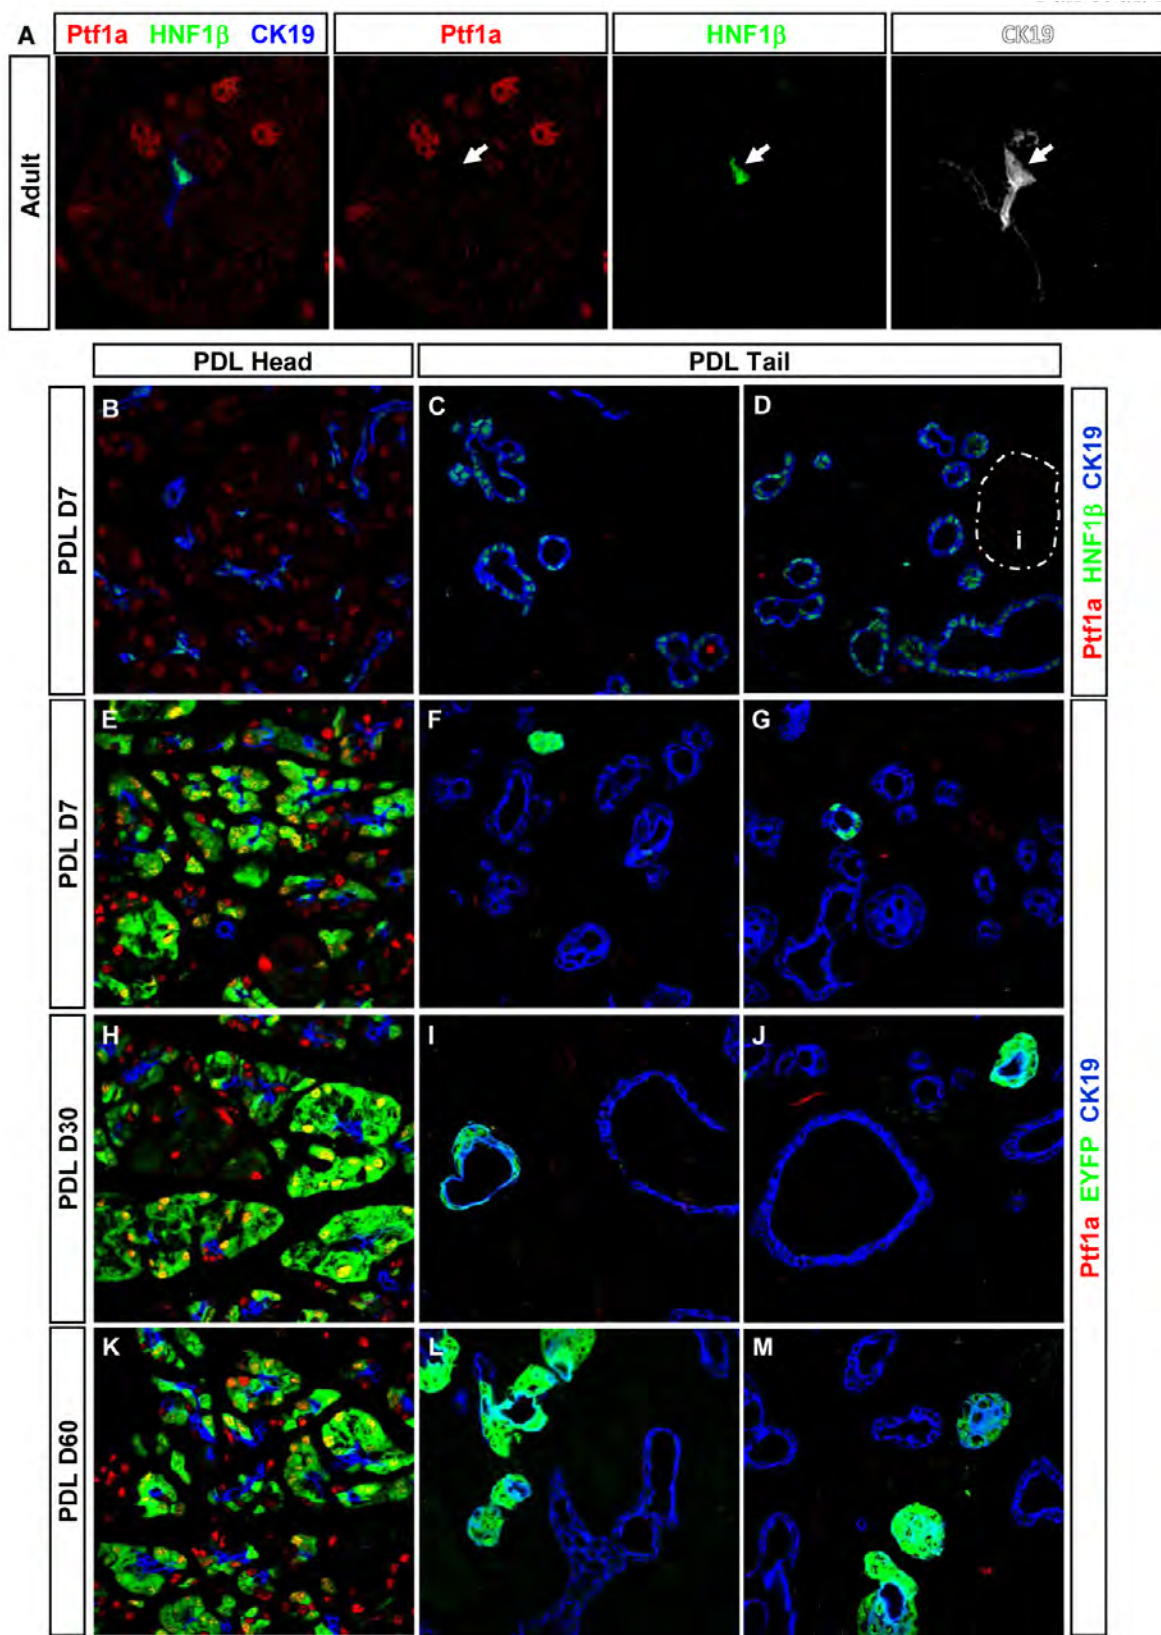 A
Ptf1a HNF1β CK19
Ptf1a
HNF1β
CK19
Adult
PDL Head
PDL Tail
PDL D7
B
C
D
i
Ptf1a HNF1β CK19
PDL D7
E
F
G
PDL D30
H
I
J
Ptf1a EYFP CK19
PDL D60
K
L
M